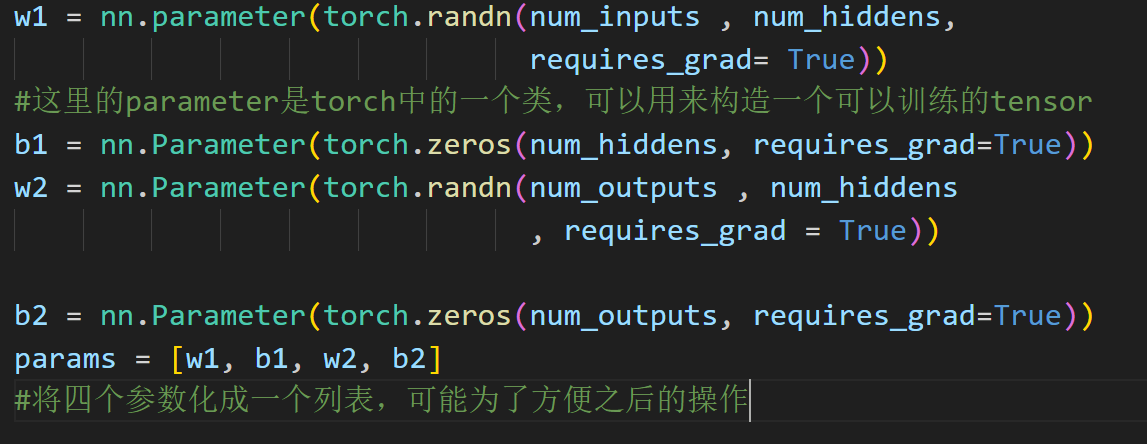 w1 = nn.parameter(torch.randn(num_inputs , num_hiddens,
requires_grad= True))
#这里的parameter是torch中的一个类，可以用来构造一个可以训练的tensor
b1 = nn.Parameter(torch.zeros(num_hiddens, requires_grad=True))
w2 = nn.Parameter(torch.randn(num_outputs , num_hiddens
, requires_grad = True))
b2 = nn.Parameter(torch.zeros(num_outputs, requires_grad=True))
params = [w1, b1, w2, b2]
#将四个参数化成一个列表，可能为了方便之后的操作